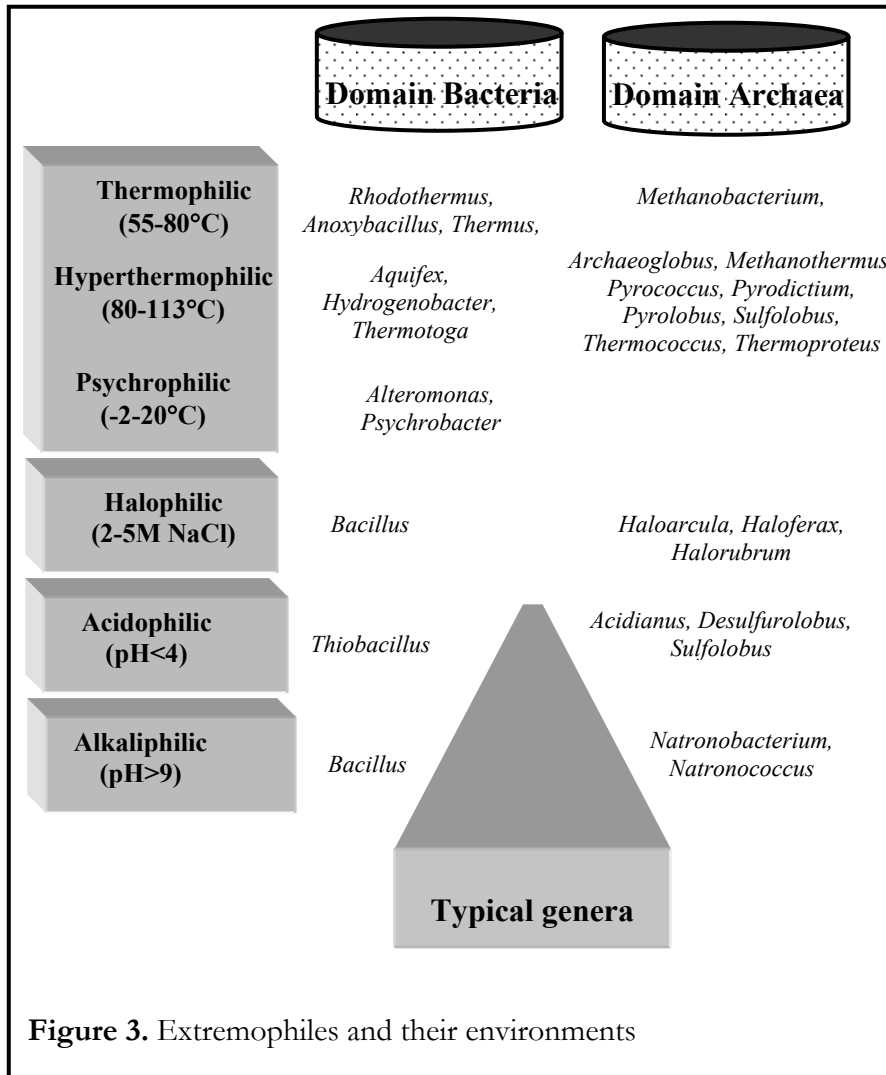 Domain Bacteria
Domain Archaea
Thermophilic
(55-80°C)
Rhodothermus,
Anoxybacillus, Thermus,
Methanobacterium,
Hyperthermophilic
(80-113°C)
Aquifex,
Hydrogenobacter,
Thermotoga
Archaeoglobus, Methanothermus
Pyrococcus, Pyrodictium,
Pyrolobus, Sulfolobus,
Thermococcus, Thermoproteus
Psychrophilic
(-2-20°C)
Alteromonas,
Psychrobacter
Halophilic
(2-5M NaCl)
Bacillus
Haloarcula, Haloferax,
Halorubrum
Acidophilic
(pH<4)
Thiobacillus
Acidianus, Desulfurolobus,
Sulfolobus
Alkaliphilic
(pH>9)
Bacillus
Natronobacterium,
Natronococcus
Typical genera
Figure 3. Extremophiles and their environments